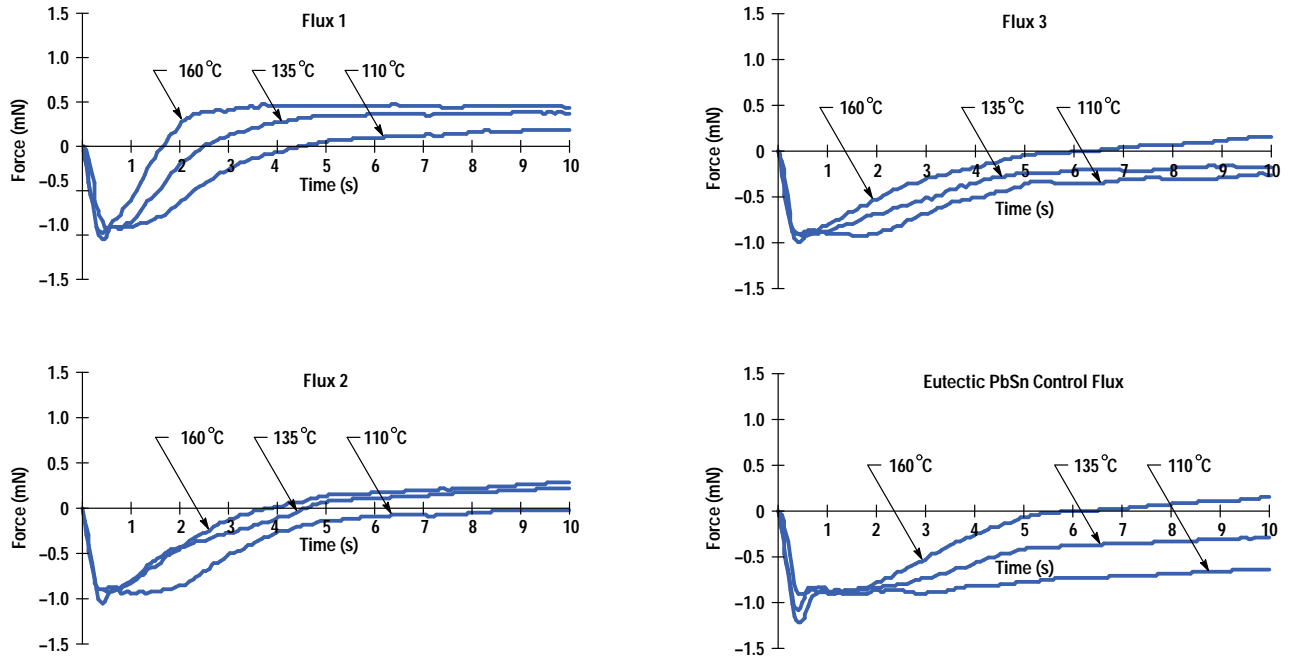 Flux 1
1.5
1.0
0.5
0
–0.5
–1.0
–1.5
Force (mN)
160°C
135°C
110°C
1 2 3 4 5 6 7 8 9 10
Time (s)
Flux 3
1.5
1.0
0.5
0
–0.5
–1.0
–1.5
Force (mN)
160°C
135°C
110°C
1 2 3 4 5 6 7 8 9 10
Time (s)
Flux 2
1.5
1.0
0.5
0
–0.5
–1.0
–1.5
Force (mN)
160°C
135°C
110°C
1 2 3 4 5 6 7 8 9 10
Time (s)
Eutectic PbSn Control Flux
1.5
1.0
0.5
0
–0.5
–1.0
–1.5
Force (mN)
160°C
135°C
110°C
1 2 3 4 5 6 7 8 9 10
Time (s)